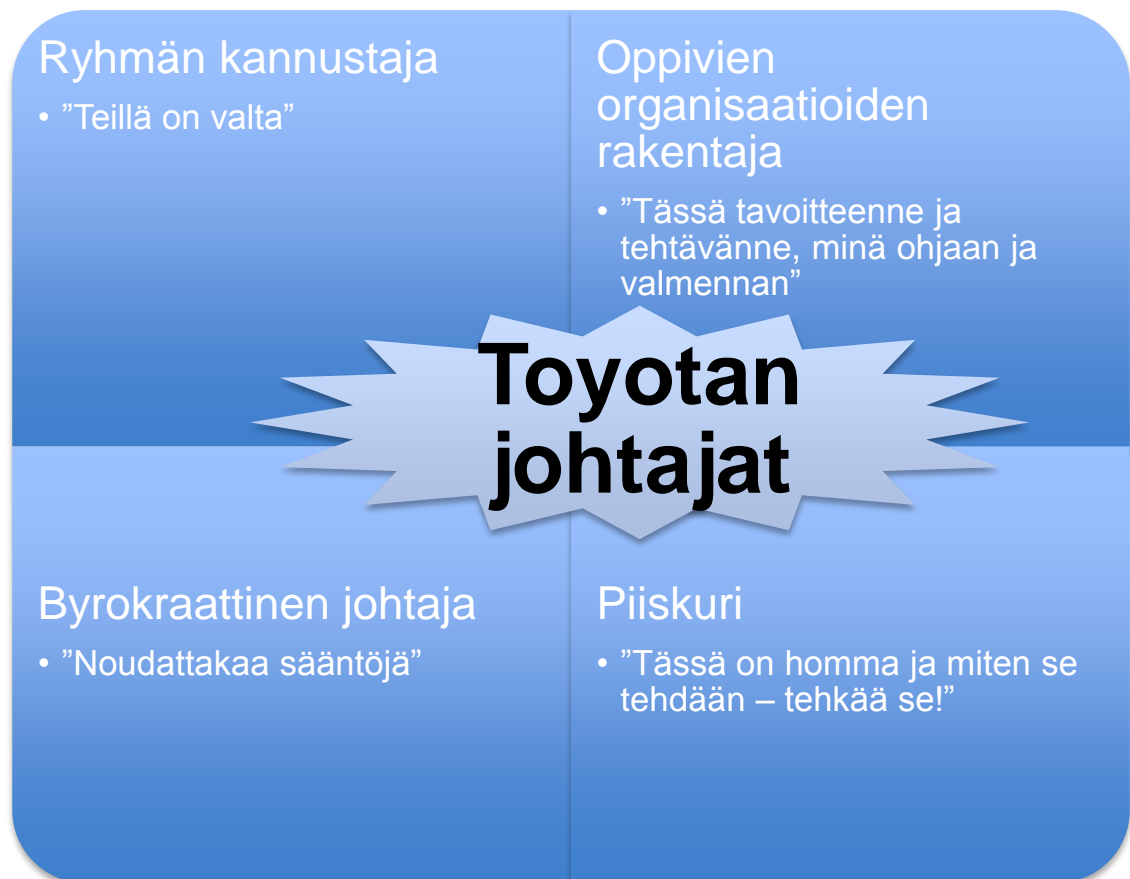 Ryhmän kannustaja
• ”Teillä on valta”
Oppivien
organisaatioiden
rakentaja
• ”Tässä tavoitteenne ja
tehtävänne, minä ohjaan ja
valmennan”
Toyotan
johtajat
Byrokraattinen johtaja
• ”Noudattakaa sääntöjä”
Piiskuri
• ”Tässä on homma ja miten se
tehdään – tehkää se!”